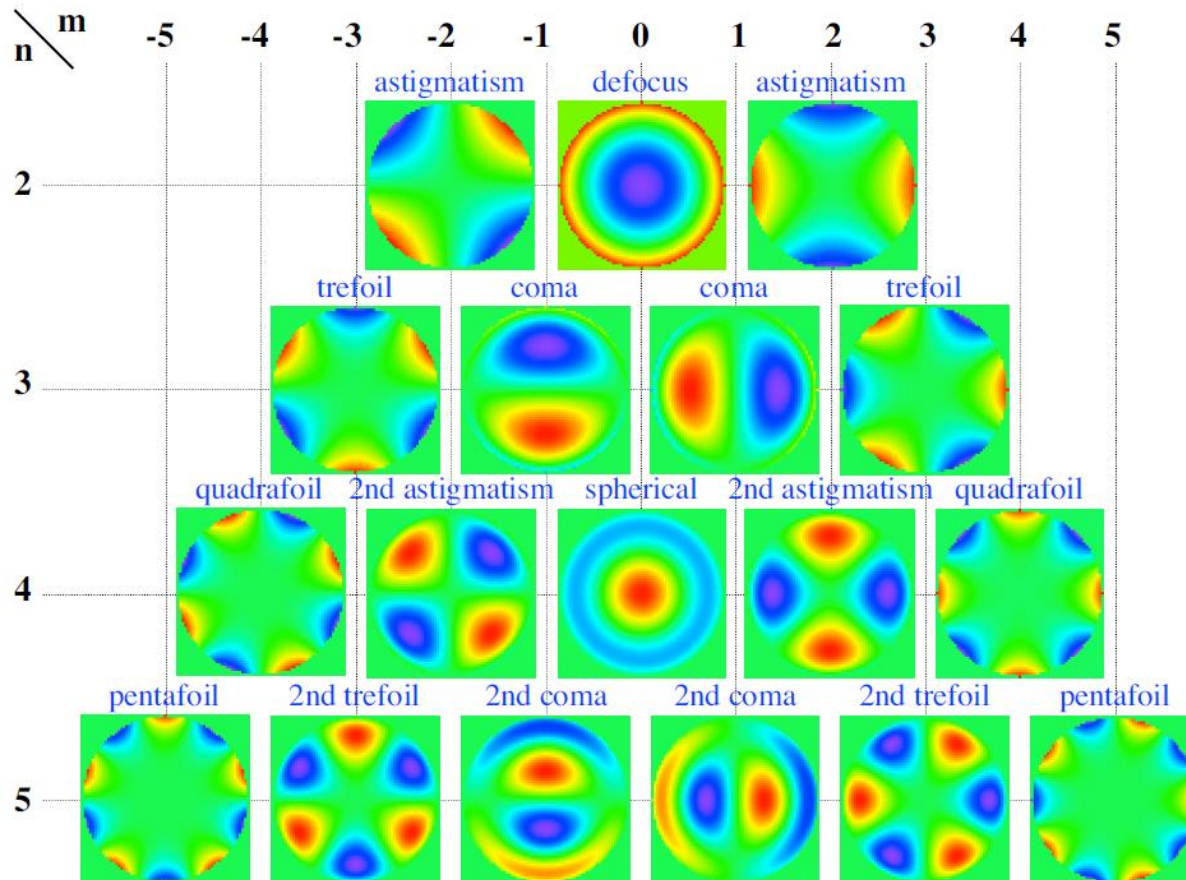 m
n
-5 -4 -3 -2 -1 0 1 2 3 4 5
astigmatism defocus astigmatism
2
trefoil coma coma trefoil
3
quadrafoil 2nd astigmatism spherical 2nd astigmatism quadrafoil
4
pentafoil 2nd trefoil 2nd coma 2nd coma 2nd trefoil pentafoil
5